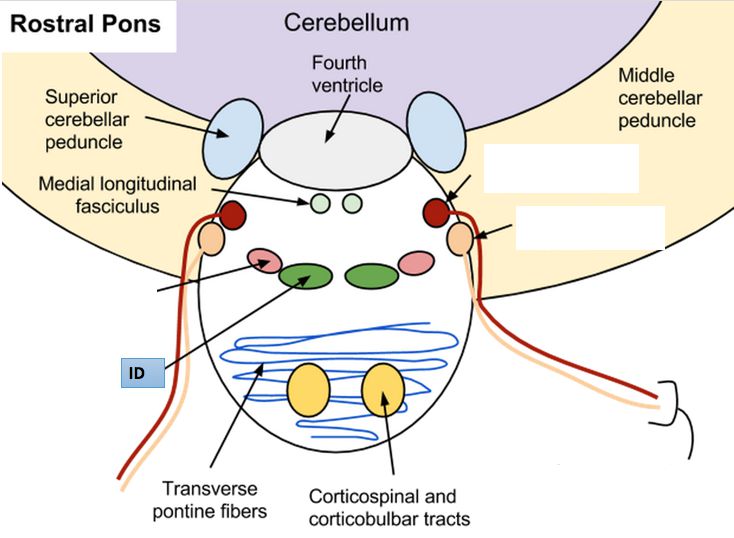 Rostral Pons
Cerebellum
Fourth
ventricle
Middle
cerebellar
peduncle
Superior
cerebellar
peduncle
Medial longitudinal
fasciculus
ID
Transverse
pontine fibers
Corticospinal and
corticobulbar tracts